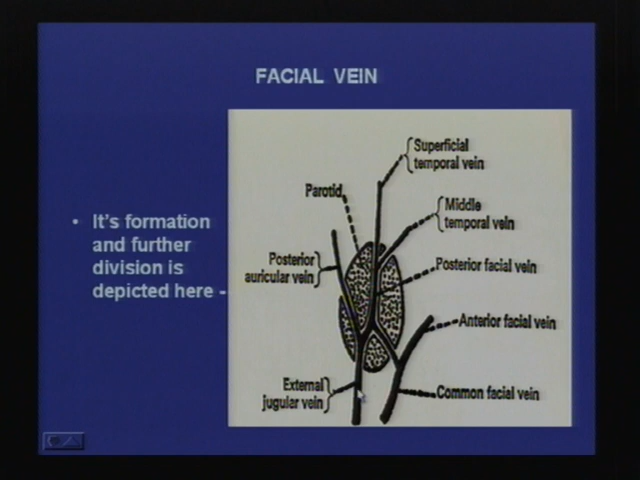 FACIAL VEIN
• It's formation
and further
division is
depicted here -
Superficial
temporal vein
Parotid
Middle
temporal vein
Posterior
auricular vein
Posterior facial vein
Anterior facial vein
External
jugular vein
Common facial vein